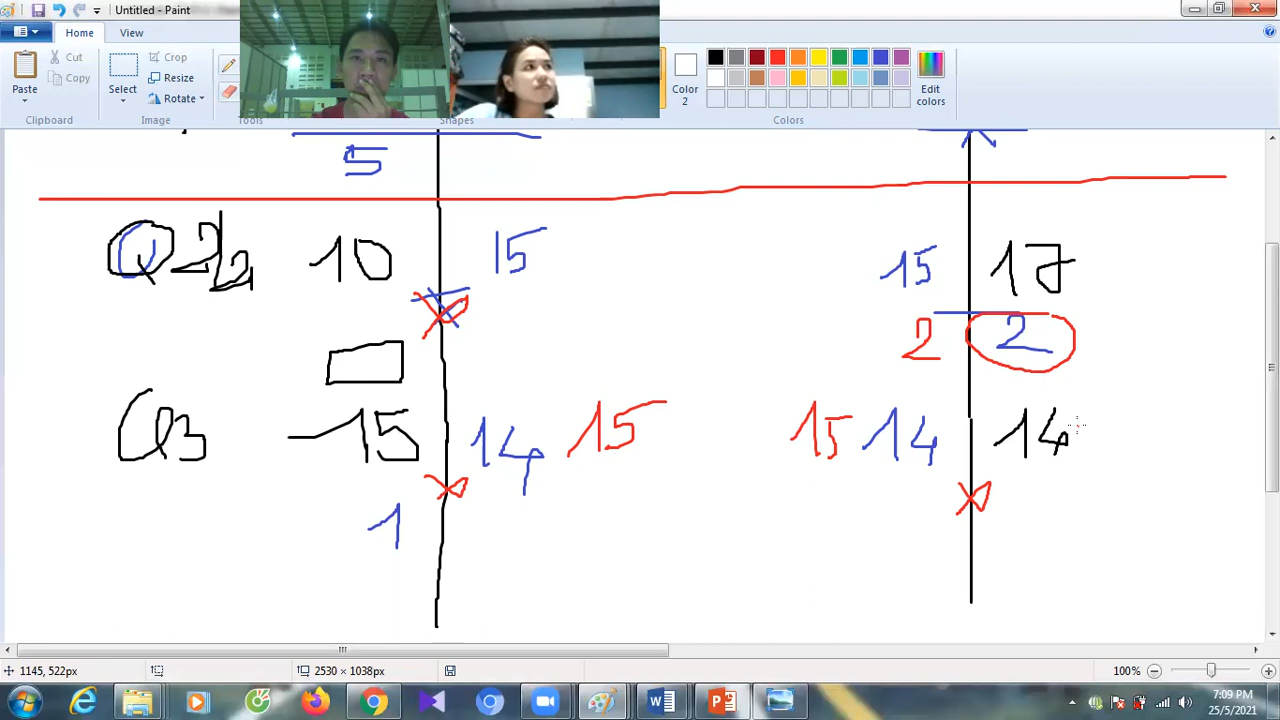 Untitled - Paint
Home View
Paste
Cut
Copy
Clipboard
Select
Crop
Resize
Rotate
Image
Tools
Shapes
Color
2
Edit
colors
Colors
5
Q2 2 10 15 15 17
2 2
Q3 15 14 15 15 14 14
1
1145, 522px
2530 × 1038px
100%
7:09 PM
25/5/2021